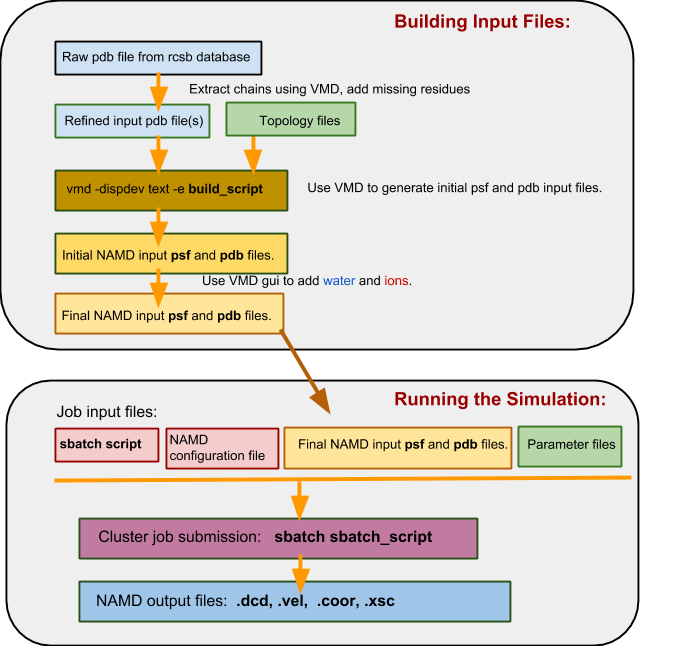 Building Input Files:
Raw pdb file from rcsb database
Extract chains using VMD, add missing residues
Refined input pdb file(s)
Topology files
vmd -dispdev text -e build_script
Use VMD to generate initial psf and pdb input files.
Initial NAMD input psf and pdb files.
Use VMD gui to add water and ions.
Final NAMD input psf and pdb files.
Running the Simulation:
Job input files:
sbatch script
NAMD
configuration file
Final NAMD input psf and pdb files.
Parameter files
Cluster job submission: sbatch sbatch_script
NAMD output files: .dcd, .vel, .coor, .xsc